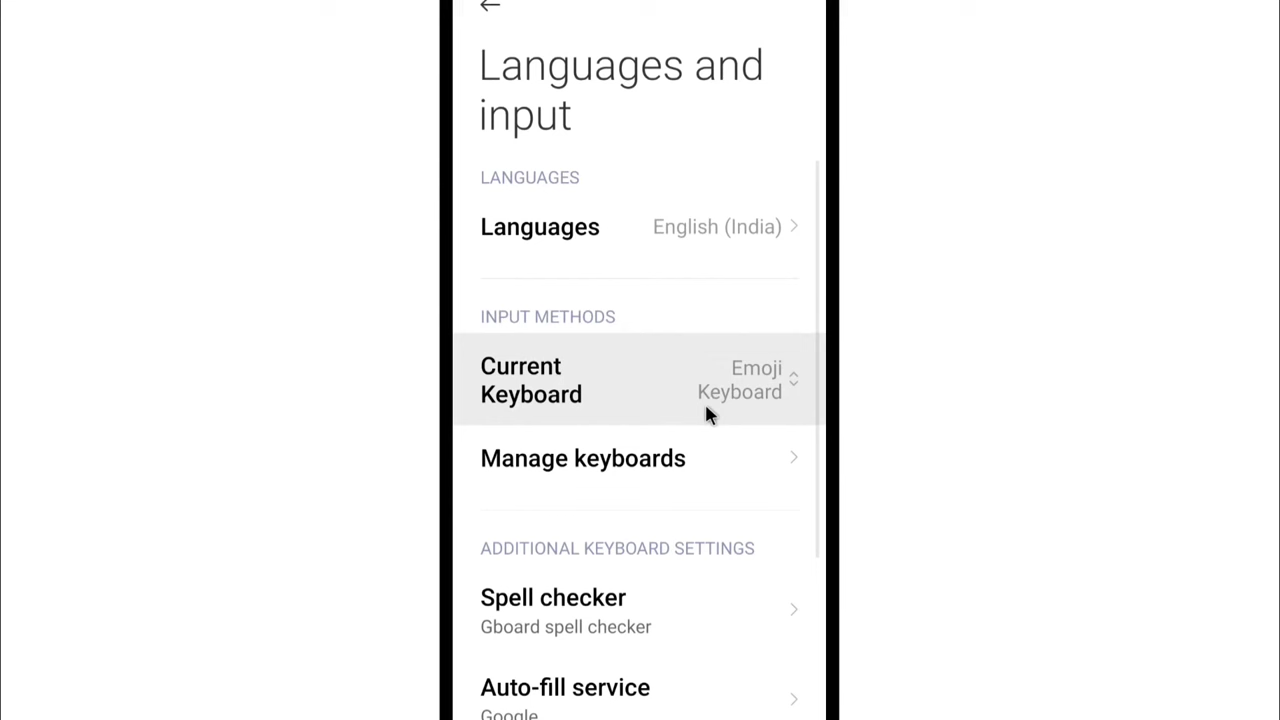 Languages and
input
LANGUAGES
Languages English (India)
INPUT METHODS
Current Keyboard Emoji Keyboard
Manage keyboards
ADDITIONAL KEYBOARD SETTINGS
Spell checker
Gboard spell checker
Auto-fill service
Google